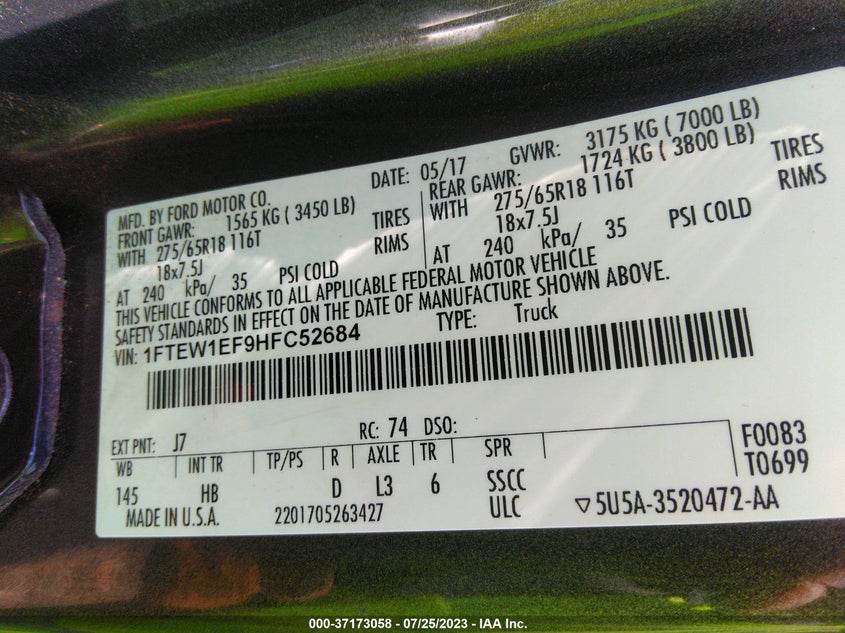 MFD. BY FORD MOTOR CO. DATE: 05/17 GVWR: 3175 KG ( 7000 LB)
FRONT GAWR: 1565 KG ( 3450 LB) REAR GAWR: 1724 KG ( 3800 LB)
WITH 275/65R18 116T TIRES WITH 275/65R18 116T TIRES
18x7.5J RIMS 18x7.5J RIMS
AT 240 kPa/ 35 PSI COLD AT 240 kPa/ 35 PSI COLD
THIS VEHICLE CONFORMS TO ALL APPLICABLE FEDERAL MOTOR VEHICLE
SAFETY STANDARDS IN EFFECT ON THE DATE OF MANUFACTURE SHOWN ABOVE.
VIN: 1FTEW1EF9HFC52684 TYPE: Truck
EXT PNT: J7 RC: 74 DSO:
WB INT TR TP/PS R AXLE TR SPR F0083
145 HB D L3 6 SSCC T0699
MADE IN U.S.A. 2201705263427 ULC ▽5U5A-3520472-AA
000-37173058 - 07/25/2023 - IAA Inc.